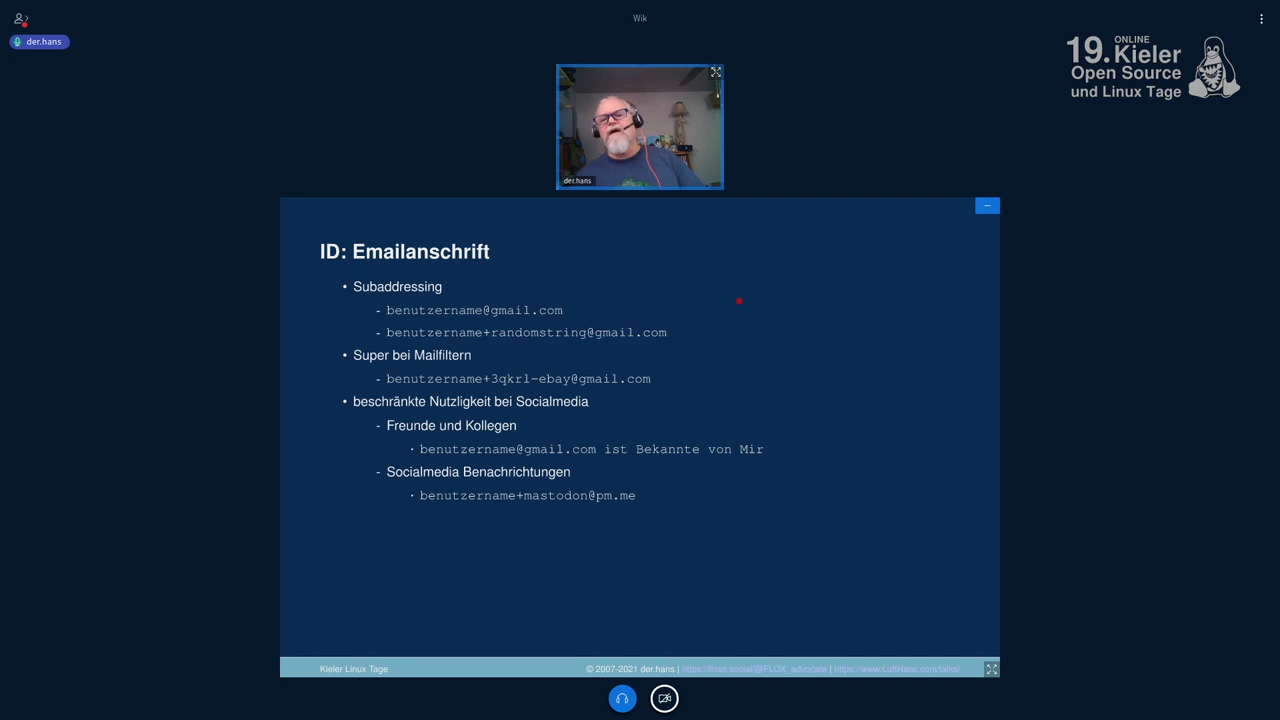 Wik
der.hans
ONLINE
19. Kieler
Open Source
und Linux Tage
der.hans
ID: Emailanschrift
• Subaddressing
- benutzername@gmail.com
- benutzername+randomstring@gmail.com
• Super bei Mailfiltern
- benutzername+3qkrl-ebay@gmail.com
• beschränkte Nutzligkeit bei Socialmedia
- Freunde und Kollegen
· benutzername@gmail.com ist Bekannte von Mir
- Socialmedia Benachrichtungen
· benutzername+mastodon@pm.me
Kieler Linux Tage
© 2007-2021 der.hans | https://floss.social/@FLOX_advocate | https://www.LuftHans.com/talks/